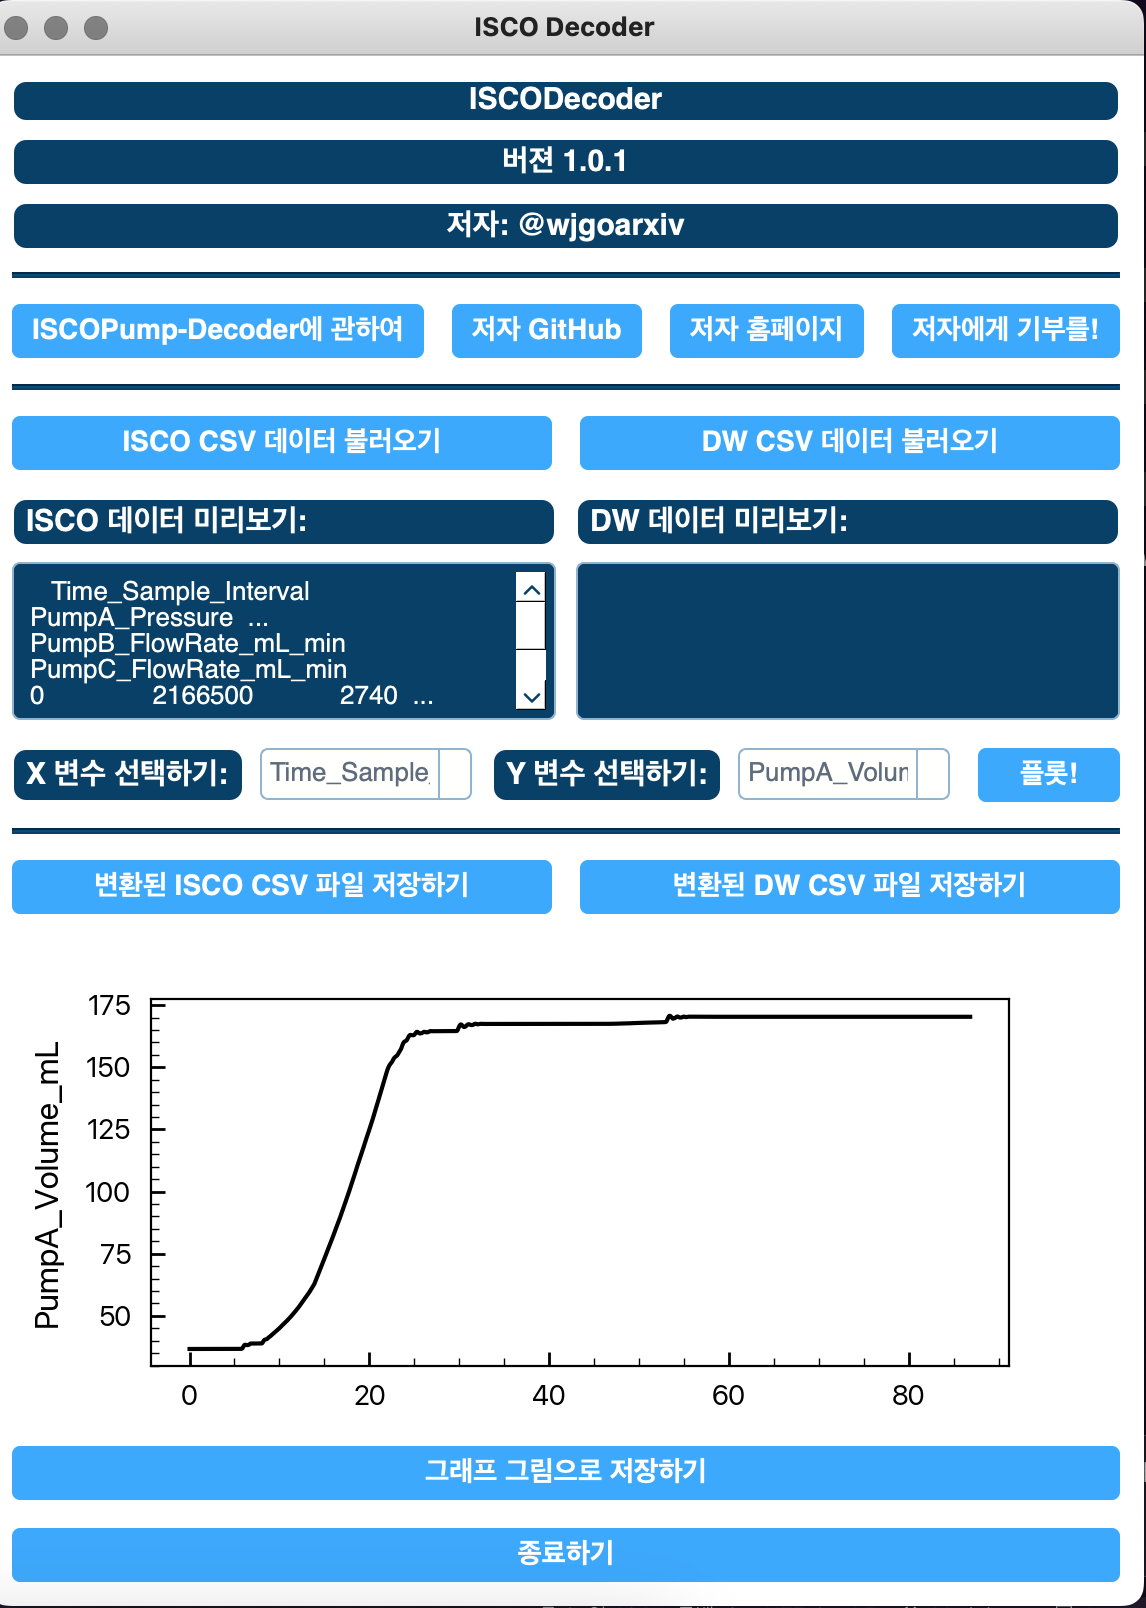 ISCO Decoder
ISCODecoder
버젼 1.0.1
저자: @wjgoarxiv
ISCOPump-Decoder에 관하여
저자 GitHub
저자 홈페이지
저자에게 기부를!
ISCO CSV 데이터 불러오기
DW CSV 데이터 불러오기
ISCO 데이터 미리보기:
DW 데이터 미리보기:
Time_Sample_Interval
PumpA_Pressure ...
PumpB_FlowRate_mL_min
PumpC_FlowRate_mL_min
0 2166500 2740 ...
X 변수 선택하기:
Time_Sample_
Y 변수 선택하기:
PumpA_Volur
플롯!
변환된 ISCO CSV 파일 저장하기
변환된 DW CSV 파일 저장하기
PumpA_Volume_mL
175
150
125
100
75
50
0 20 40 60 80
그래프 그림으로 저장하기
종료하기